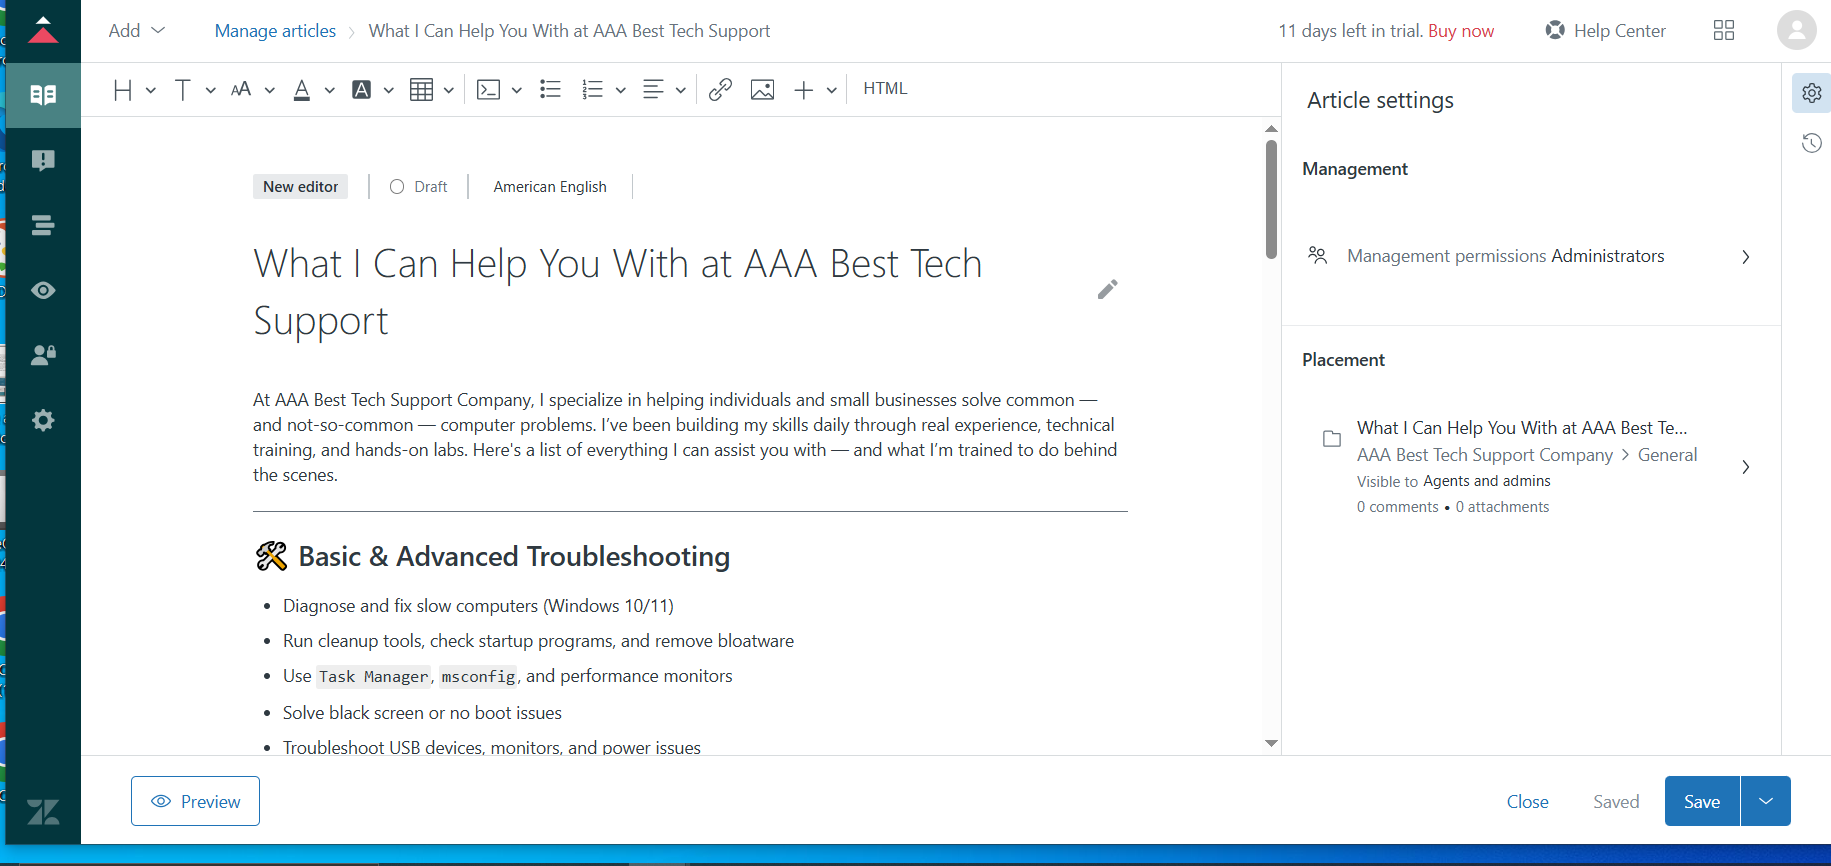 Add
Manage articles
What I Can Help You With at AAA Best Tech Support
11 days left in trial. Buy now
Help Center
HTML
New editor
Draft
American English
What I Can Help You With at AAA Best Tech
Support
At AAA Best Tech Support Company, I specialize in helping individuals and small businesses solve common —
and not-so-common — computer problems. I’ve been building my skills daily through real experience, technical
training, and hands-on labs. Here's a list of everything I can assist you with — and what I’m trained to do behind
the scenes.
Basic & Advanced Troubleshooting
• Diagnose and fix slow computers (Windows 10/11)
• Run cleanup tools, check startup programs, and remove bloatware
• Use Task Manager, msconfig, and performance monitors
• Solve black screen or no boot issues
• Troubleshoot USB devices, monitors, and power issues
Article settings
Management
Management permissions Administrators
Placement
What I Can Help You With at AAA Best Te...
AAA Best Tech Support Company > General
Visible to Agents and admins
0 comments • 0 attachments
Preview
Close
Saved
Save